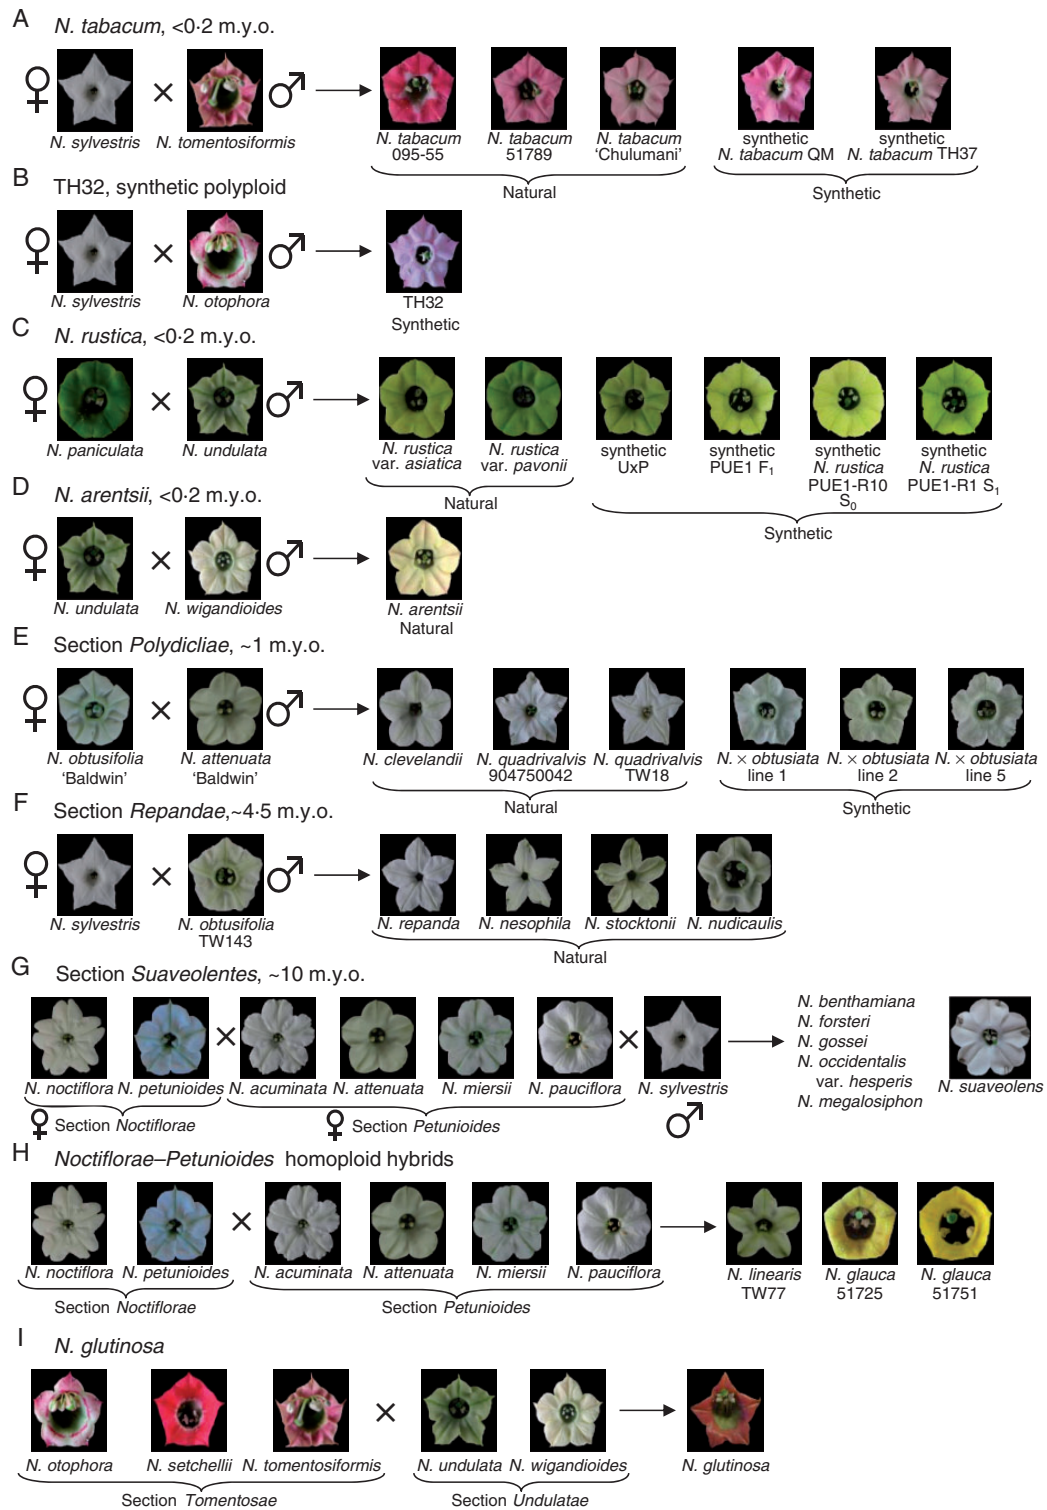 A N. tabacum, <0·2 m.y.o.
♀ × ♂
N. sylvestris N. tomentosiformis
N. tabacum 095-55
N. tabacum 51789
N. tabacum 'Chulumani'
synthetic N. tabacum QM
synthetic N. tabacum TH37
Natural Synthetic
B TH32, synthetic polyploid
♀ × ♂
N. sylvestris N. otophora
TH32
Synthetic
C N. rustica, <0·2 m.y.o.
♀ × ♂
N. paniculata N. undulata
N. rustica var. asiatica
N. rustica var. pavonii
synthetic UxP
synthetic PUE1 F1
synthetic N. rustica PUE1-R10 S0
synthetic N. rustica PUE1-R1 S1
Natural
Synthetic
D N. arentsii, <0·2 m.y.o.
♀ × ♂
N. undulata N. wigandioides
N. arentsii
Natural
E Section Polydicliae, ~1 m.y.o.
♀ × ♂
N. obtusifolia 'Baldwin'
N. attenuata 'Baldwin'
N. clevelandii
N. quadrivalvis 904750042
N. quadrivalvis TW18
N. × obtusiata line 1
N. × obtusiata line 2
N. × obtusiata line 5
Natural Synthetic
F Section Repandae,~4·5 m.y.o.
♀ × ♂
N. sylvestris
N. obtusifolia TW143
N. repanda N. nesophila N. stocktonii N. nudicaulis
Natural
G Section Suaveolentes, ~10 m.y.o.
× ×
N. noctiflora N. petunioides N. acuminata N. attenuata N. miersii N. pauciflora N. sylvestris
♀ Section Noctiflorae ♀ Section Petunioides ♂
N. benthamiana
N. forsteri
N. gossei
N. occidentalis
var. hesperis
N. megalosiphon
N. suaveolens
H Noctiflorae–Petunioides homoploid hybrids
×
N. noctiflora N. petunioides N. acuminata N. attenuata N. miersii N. pauciflora
Section Noctiflorae Section Petunioides
N. linearis TW77
N. glauca 51725
N. glauca 51751
I N. glutinosa
×
N. otophora N. setchellii N. tomentosiformis N. undulata N. wigandioides N. glutinosa
Section Tomentosae Section Undulatae